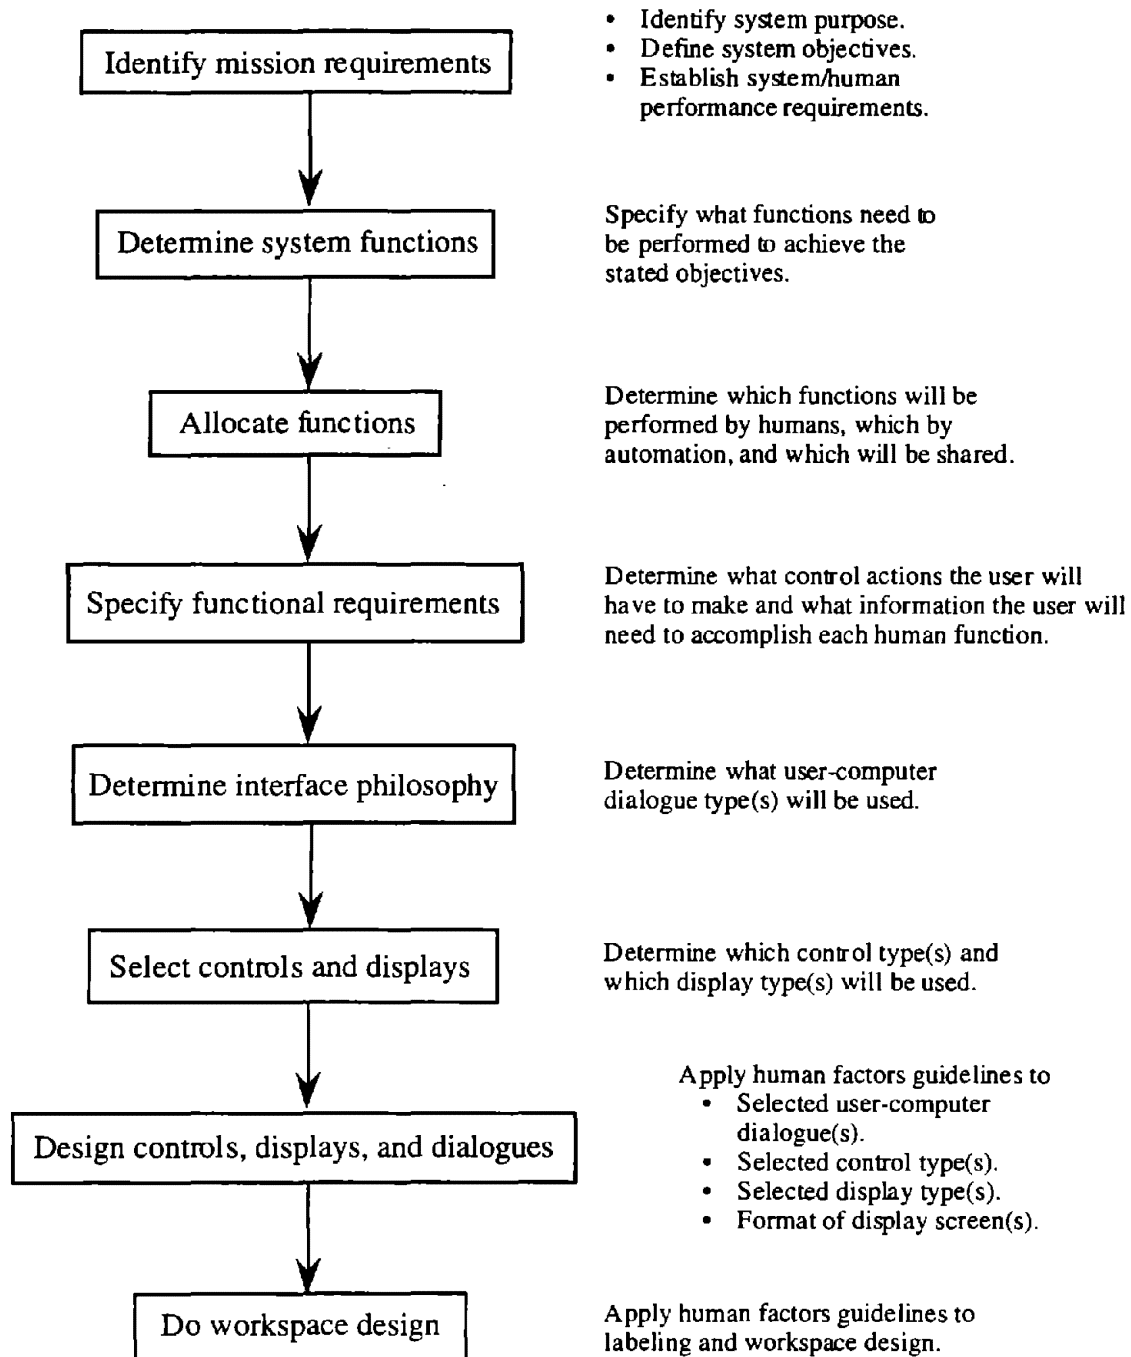 Identify mission requirements
• Identify system purpose.
• Define system objectives.
• Establish system/human
performance requirements.
Determine system functions
Specify what functions need to
be performed to achieve the
stated objectives.
Allocate functions
Determine which functions will be
performed by humans, which by
automation, and which will be shared.
Specify functional requirements
Determine what control actions the user will
have to make and what information the user will
need to accomplish each human function.
Determine interface philosophy
Determine what user-computer
dialogue type(s) will be used.
Select controls and displays
Determine which control type(s) and
which display type(s) will be used.
Design controls, displays, and dialogues
Apply human factors guidelines to
• Selected user-computer
dialogue(s).
• Selected control type(s).
• Selected display type(s).
• Format of display screen(s).
Do workspace design
Apply human factors guidelines to
labeling and workspace design.